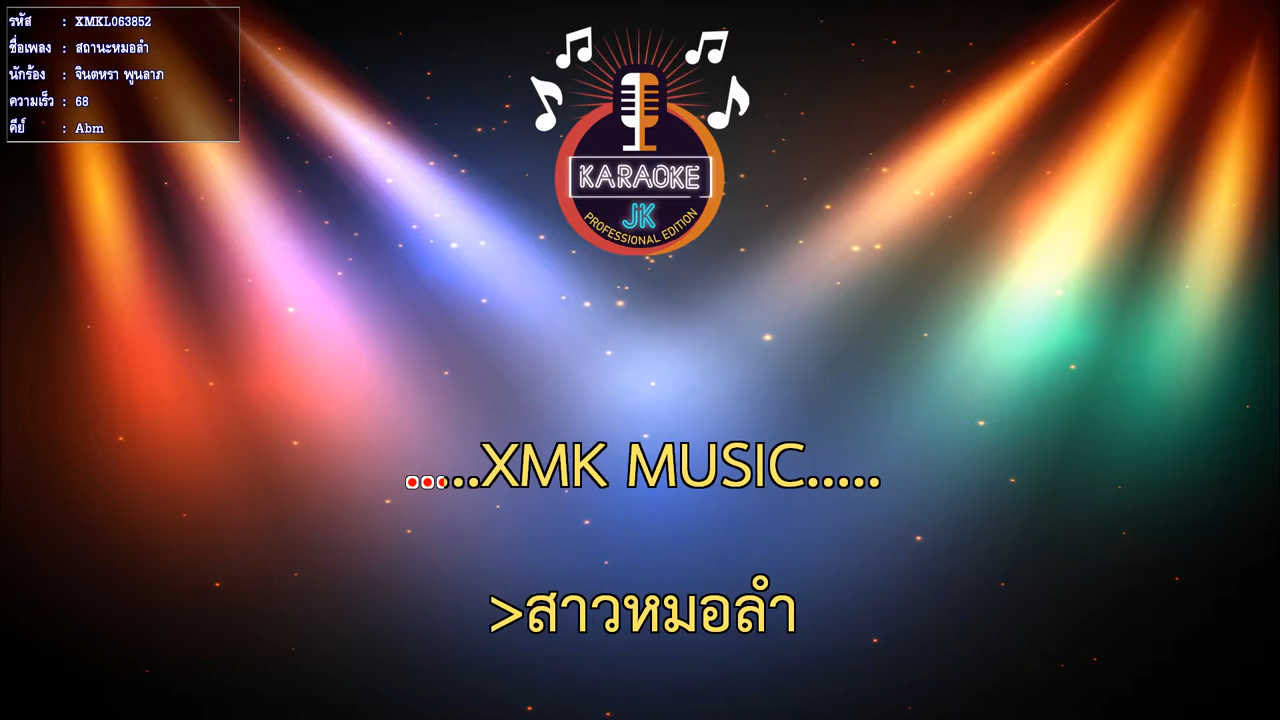 รหัส : XMKL063852
ชื่อเพลง : สถานะหมอลำ
นักร้อง : จินตหรา พูนลาภ
ความเร็ว : 68
คีย์ : Abm
KARAOKE
JK
PROFESSIONAL EDITION
.....XMK MUSIC.....
>สาวหมอลำ